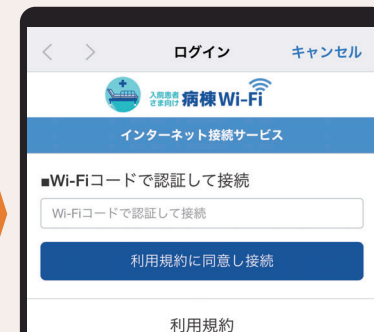 ログイン
キャンセル
入院患者
さま向け
病棟Wi-Fi
インターネット接続サービス
■Wi-Fiコードで認証して接続
Wi-Fiコードで認証して接続
利用規約に同意し接続
利用規約